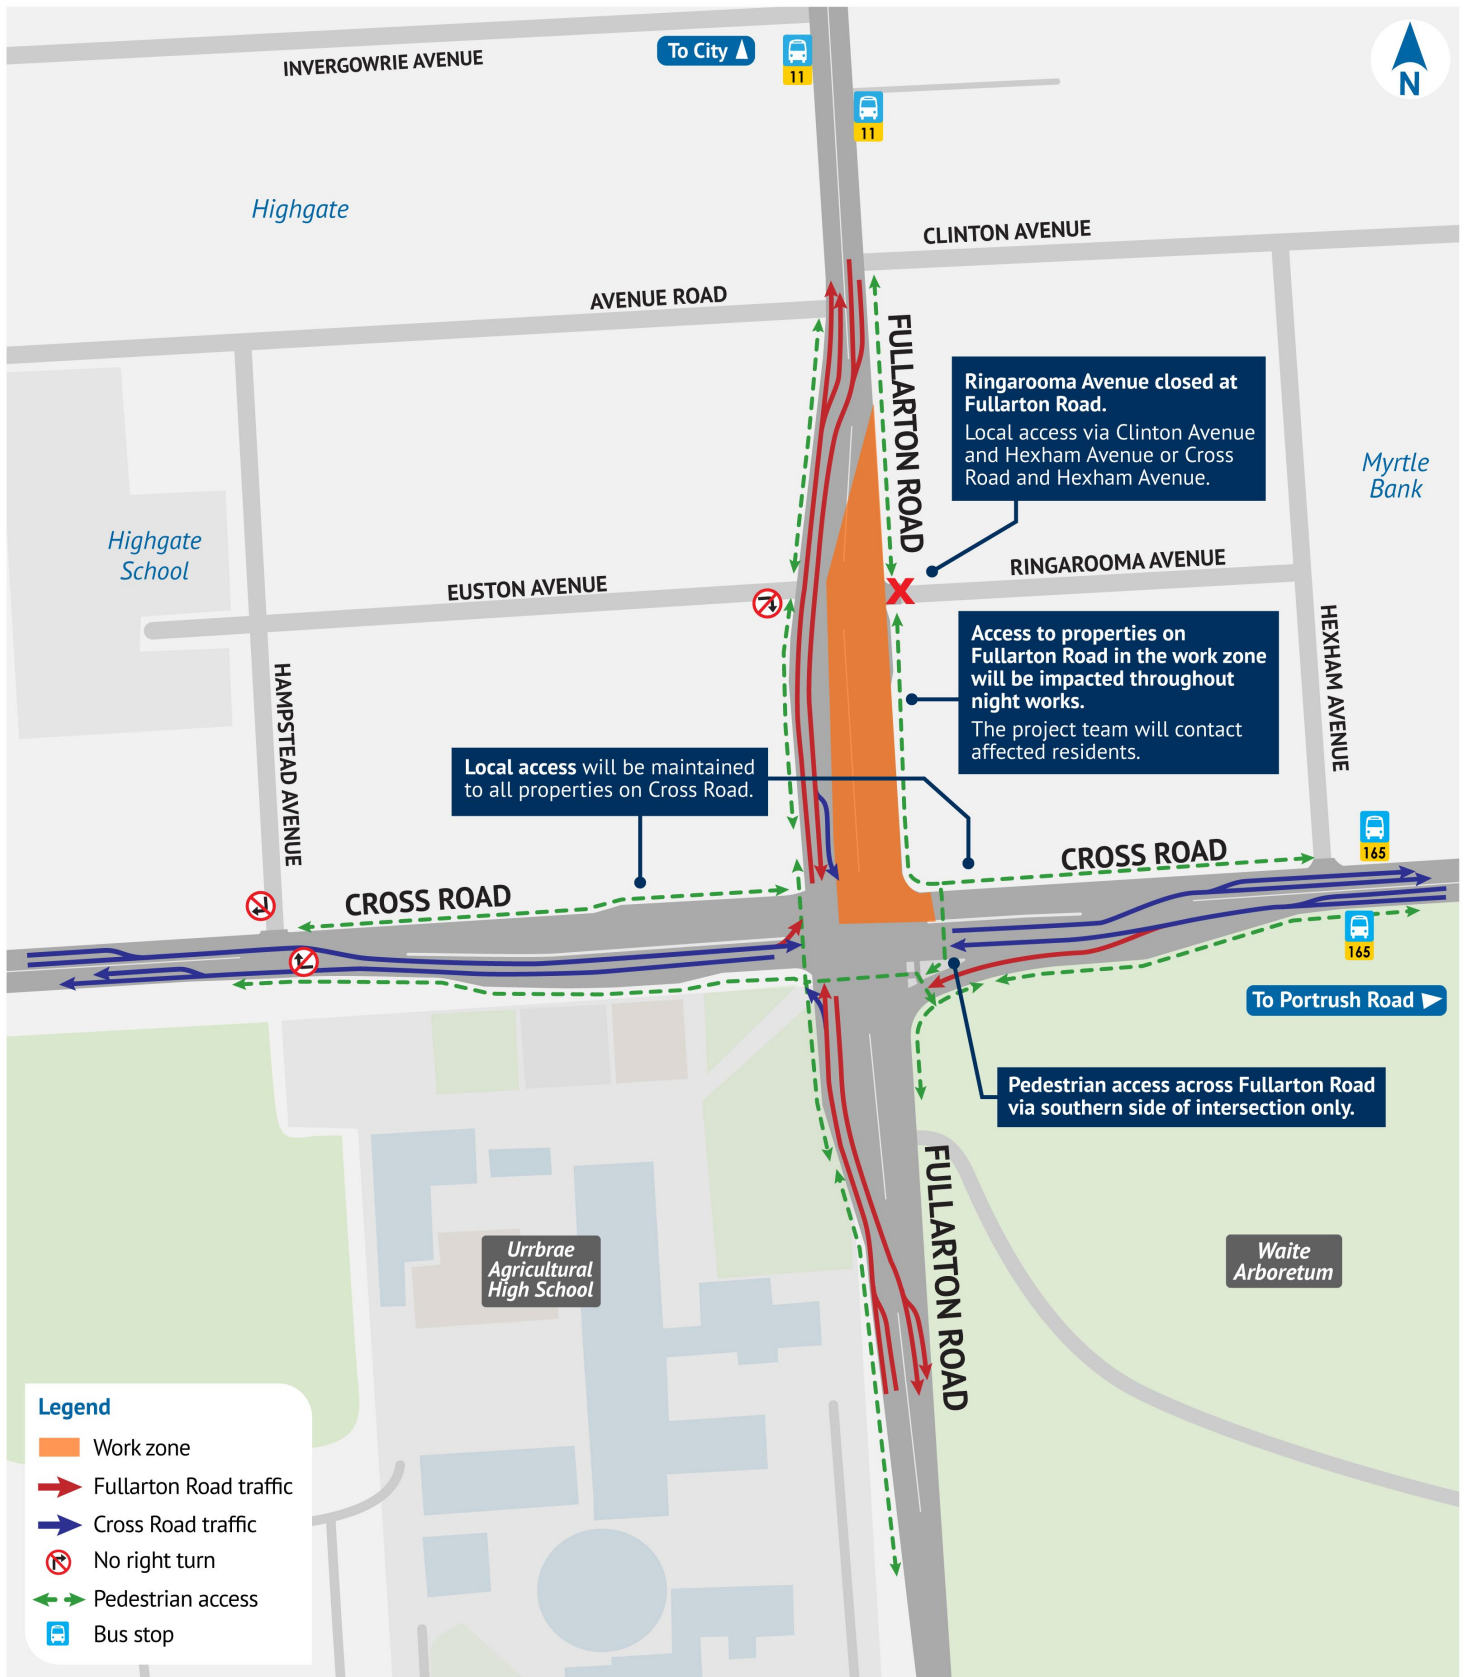 INVERGOWRIE AVENUE
To City
11
11
N
Highgate
CLINTON AVENUE
AVENUE ROAD
FULLARTON ROAD
Ringarooma Avenue closed at
Fullarton Road.
Local access via Clinton Avenue
and Hexham Avenue or Cross
Road and Hexham Avenue.
Myrtle
Bank
Highgate
School
EUSTON AVENUE
RINGAROOMA AVENUE
X
HEXHAM AVENUE
Access to properties on
Fullarton Road in the work zone
will be impacted throughout
night works.
The project team will contact
affected residents.
HAMPSTEAD AVENUE
Local access will be maintained
to all properties on Cross Road.
165
CROSS ROAD
CROSS ROAD
165
To Portrush Road
Pedestrian access across Fullarton Road
via southern side of intersection only.
FULLARTON ROAD
Urrbrae
Agricultural
High School
Waite
Arboretum
Legend
Work zone
Fullarton Road traffic
Cross Road traffic
No right turn
Pedestrian access
Bus stop